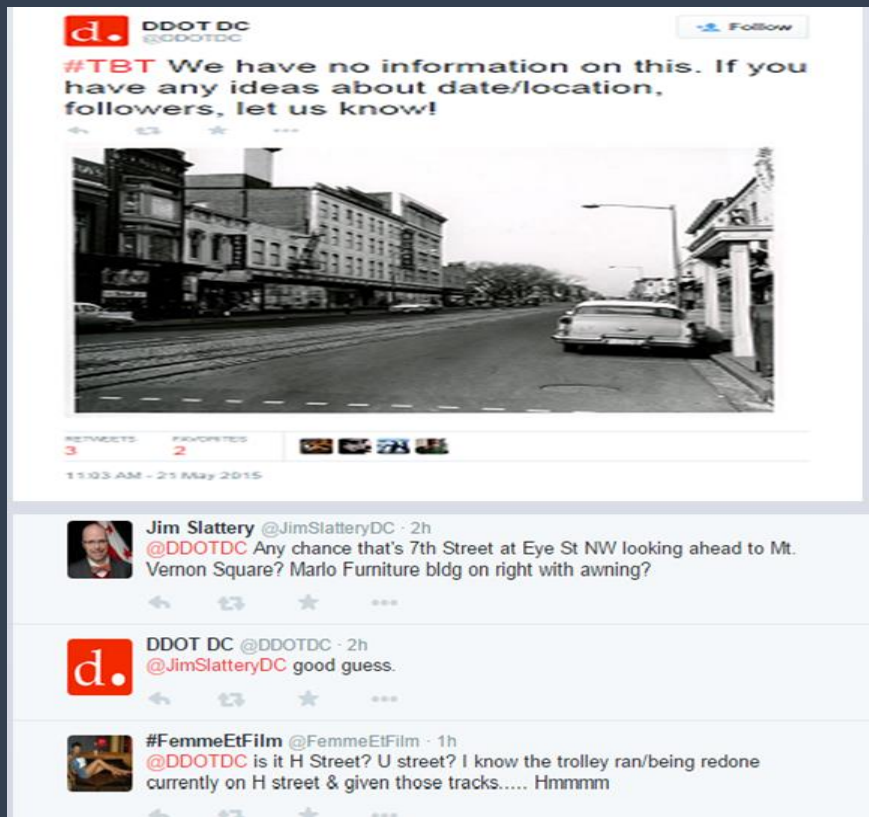 d.
DDOT DC
@DDOTDC
Follow
#TBT We have no information on this. If you
have any ideas about date/location,
followers, let us know!
RETWEETS
FAVORITES
3
2
11:03 AM - 21 May 2015
Jim Slattery @JimSlatteryDC · 2h
@DDOTDC Any chance that's 7th Street at Eye St NW looking ahead to Mt.
Vernon Square? Marlo Furniture bldg on right with awning?
d.
DDOT DC @DDOTDC · 2h
@JimSlatteryDC good guess.
#FemmeEtFilm @FemmeEtFilm · 1h
@DDOTDC is it H Street? U street? I know the trolley ran/being redone
currently on H street & given those tracks..... Hmmmm